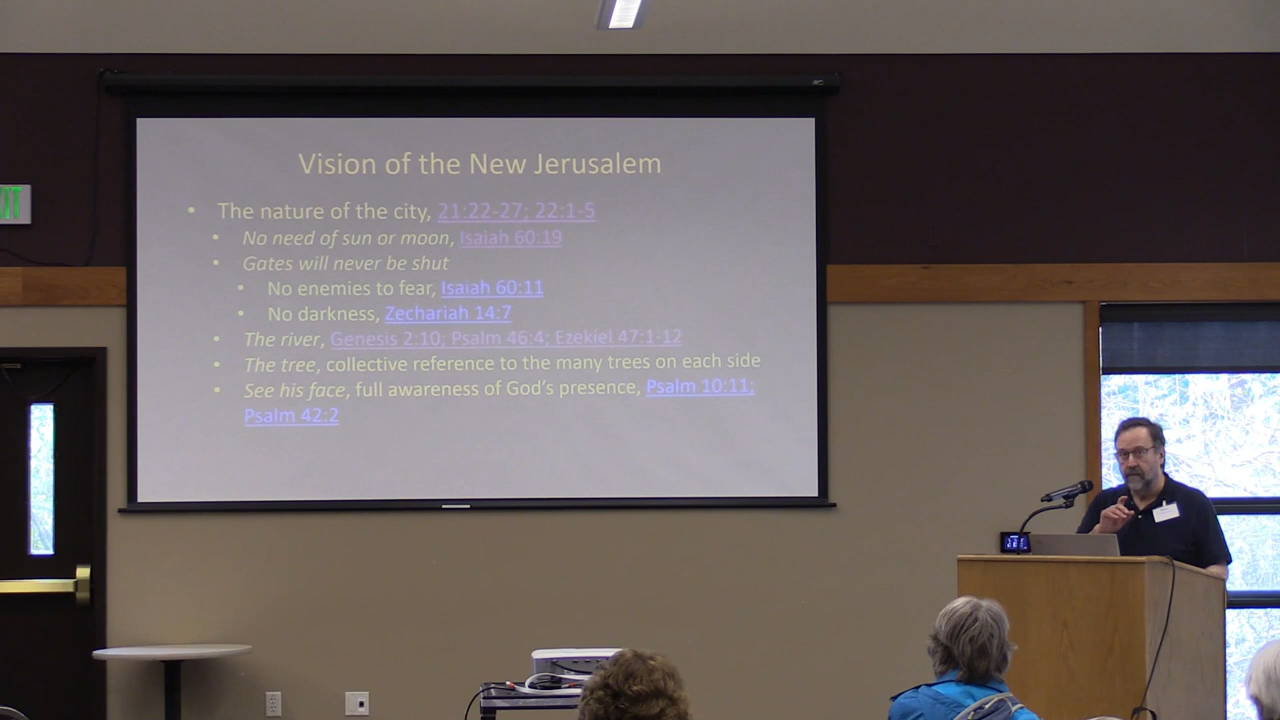 Vision of the New Jerusalem
• The nature of the city, 21:22-27; 22:1-5
• No need of sun or moon, Isaiah 60:19
• Gates will never be shut
• No enemies to fear, Isaiah 60:11
• No darkness, Zechariah 14:7
• The river, Genesis 2:10; Psalm 46:4; Ezekiel 47:1-12
• The tree, collective reference to the many trees on each side
• See his face, full awareness of God's presence, Psalm 10:11;
Psalm 42:2